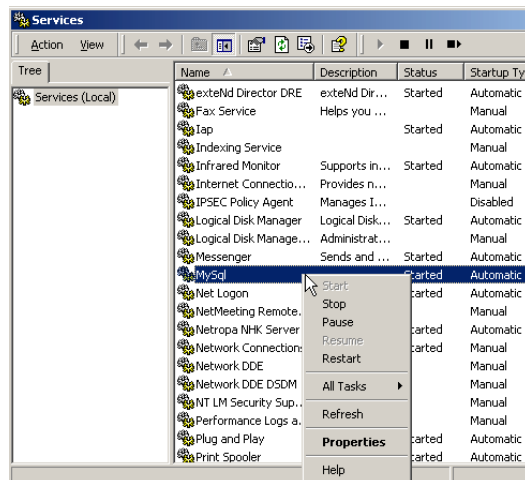 Services
Action View
Tree
Name Description Status Startup Ty
Services (Local)
exteNd Director DRE exteNd Dir... Started Automatic
Fax Service Helps you ... Manual
Iap Started Automatic
Indexing Service Manual
Infrared Monitor Supports in... Started Automatic
Internet Connectio... Provides n... Manual
IPSEC Policy Agent Manages I... Disabled
Logical Disk Manager Logical Disk... Started Automatic
Logical Disk Manage... Administrat... Manual
Messenger Sends and ... Started Automatic
MySql Started Automatic
Net Logon tarted Automatic
NetMeeting Remote. Manual
Netropa NHK Server tarted Automatic
Network Connection: tarted Manual
Network DDE Manual
Network DDE DSDM Manual
NT LM Security Sup.. Manual
Performance Logs a. Manual
Plug and Play tarted Automatic
Print Spooler tarted Automatic
Start
Stop
Pause
Resume
Restart
All Tasks
Refresh
Properties
Help